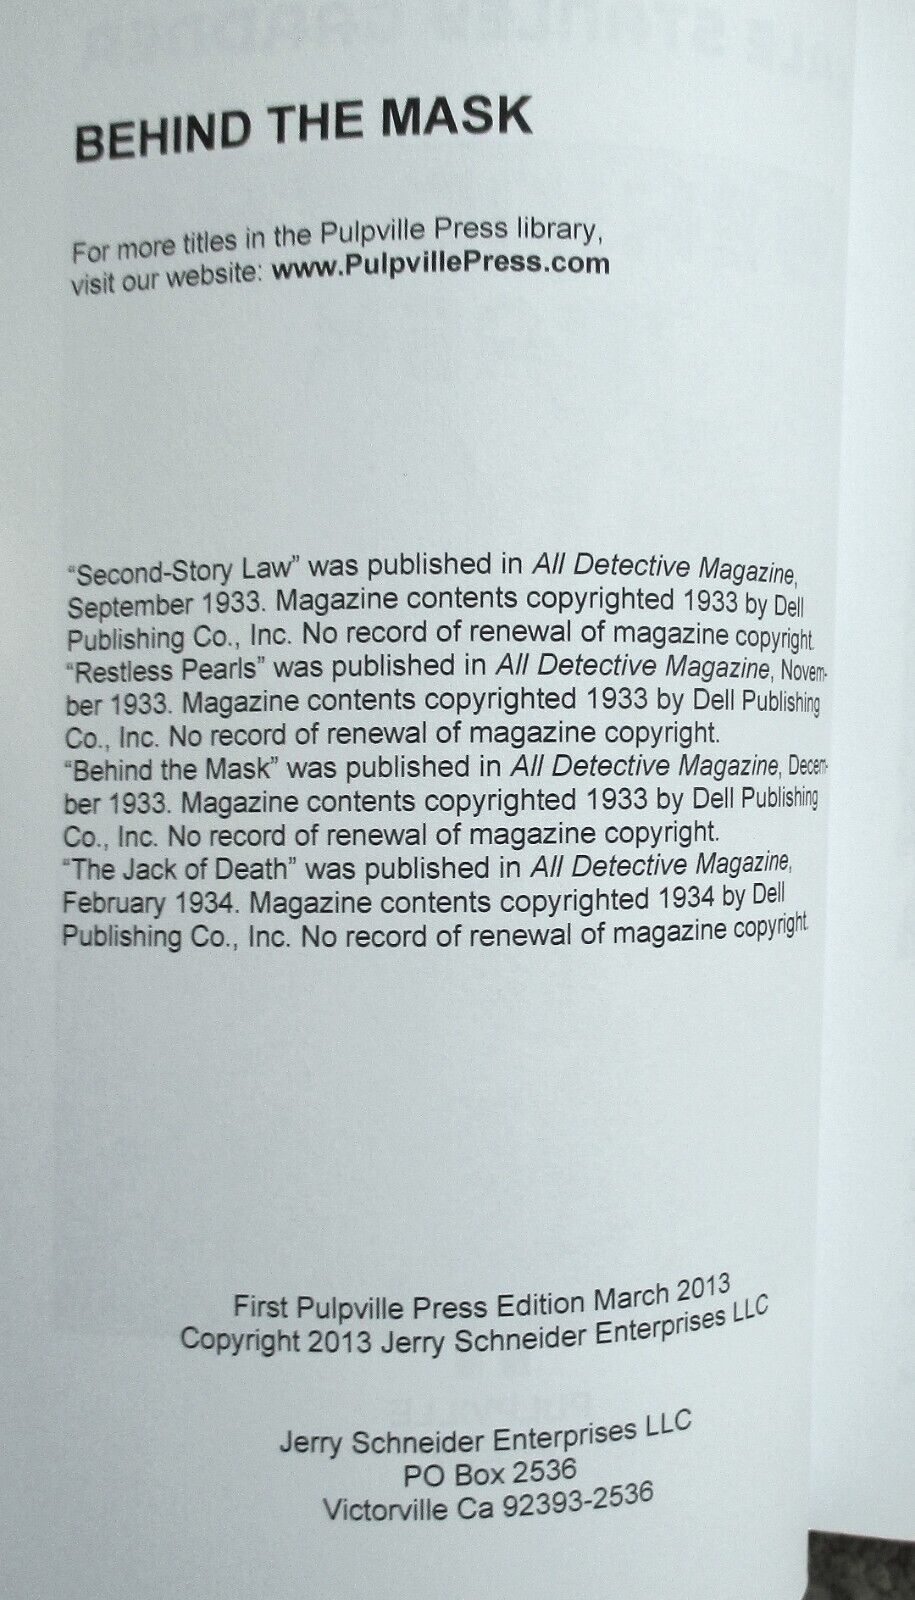 BEHIND THE MASK
For more titles in the Pulpville Press library,
visit our website: www.PulpvillePress.com
“Second-Story Law” was published in All Detective Magazine,
September 1933. Magazine contents copyrighted 1933 by Dell
Publishing Co., Inc. No record of renewal of magazine copyright.
“Restless Pearls” was published in All Detective Magazine, Novem-
ber 1933. Magazine contents copyrighted 1933 by Dell Publishing
Co., Inc. No record of renewal of magazine copyright.
“Behind the Mask” was published in All Detective Magazine, Decem-
ber 1933. Magazine contents copyrighted 1933 by Dell Publishing
Co., Inc. No record of renewal of magazine copyright.
“The Jack of Death” was published in All Detective Magazine,
February 1934. Magazine contents copyrighted 1934 by Dell
Publishing Co., Inc. No record of renewal of magazine copyright.
First Pulpville Press Edition March 2013
Copyright 2013 Jerry Schneider Enterprises LLC
Jerry Schneider Enterprises LLC
PO Box 2536
Victorville Ca 92393-2536